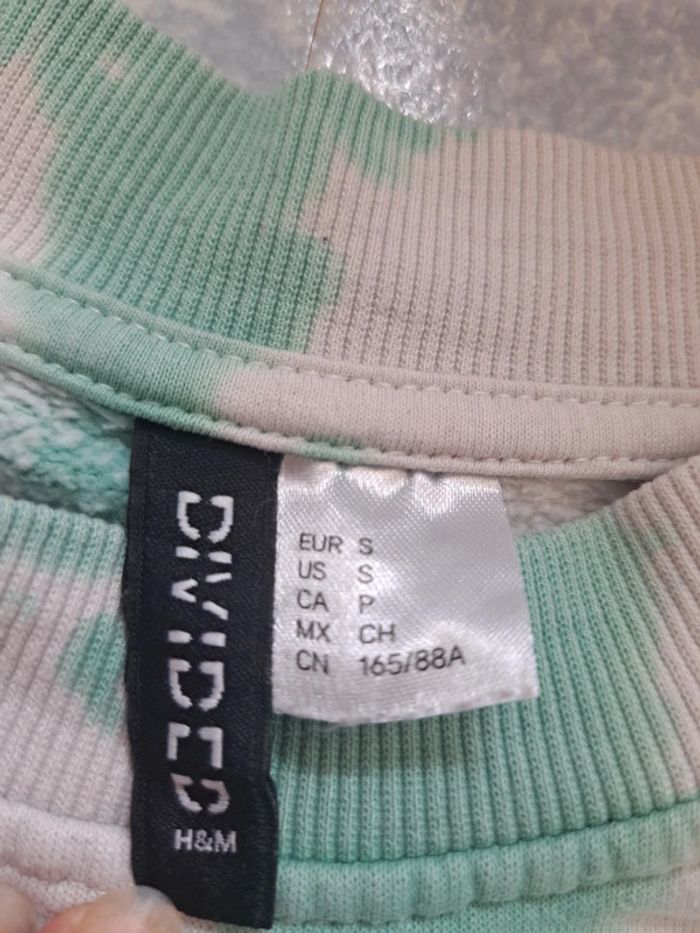 DIVIDED
H&M
EUR S
US S
CA P
MX CH
CN 165/88A